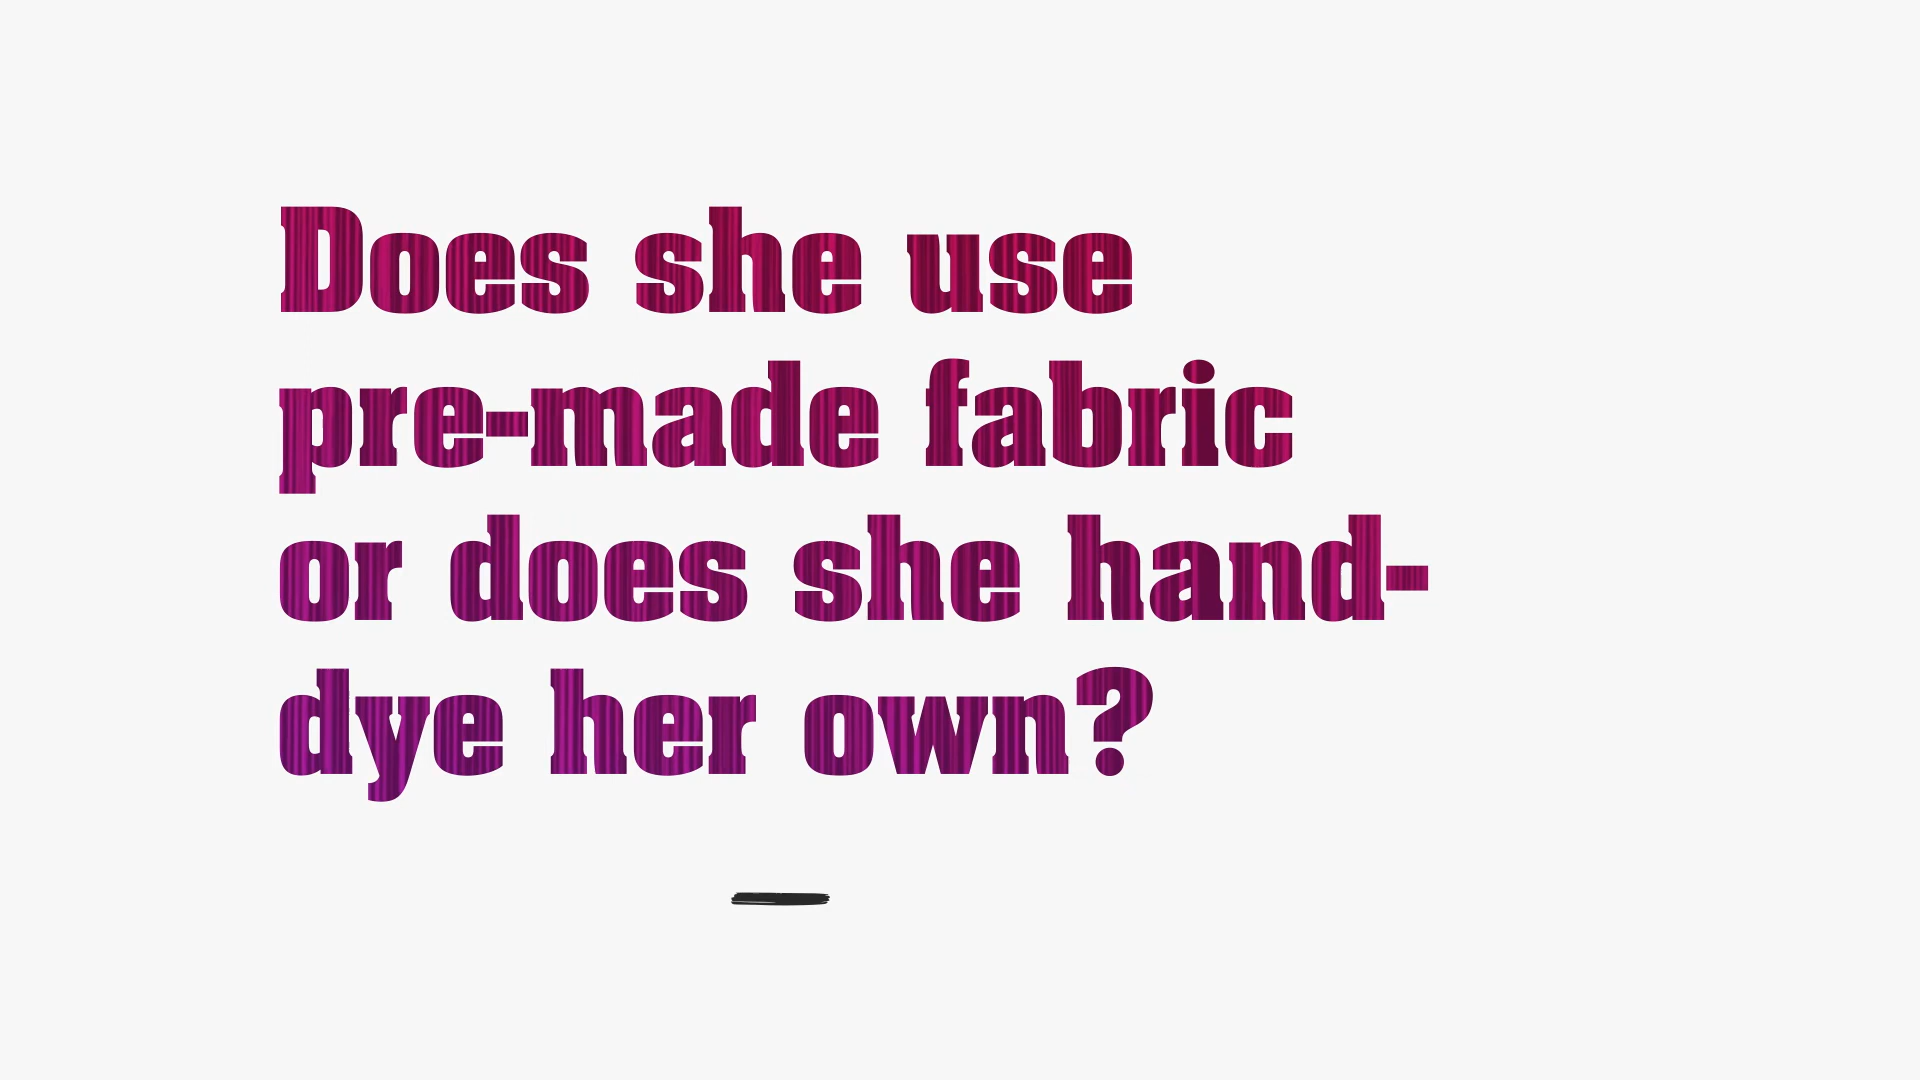 Does she use
pre-made fabric
or does she hand-
dye her own?